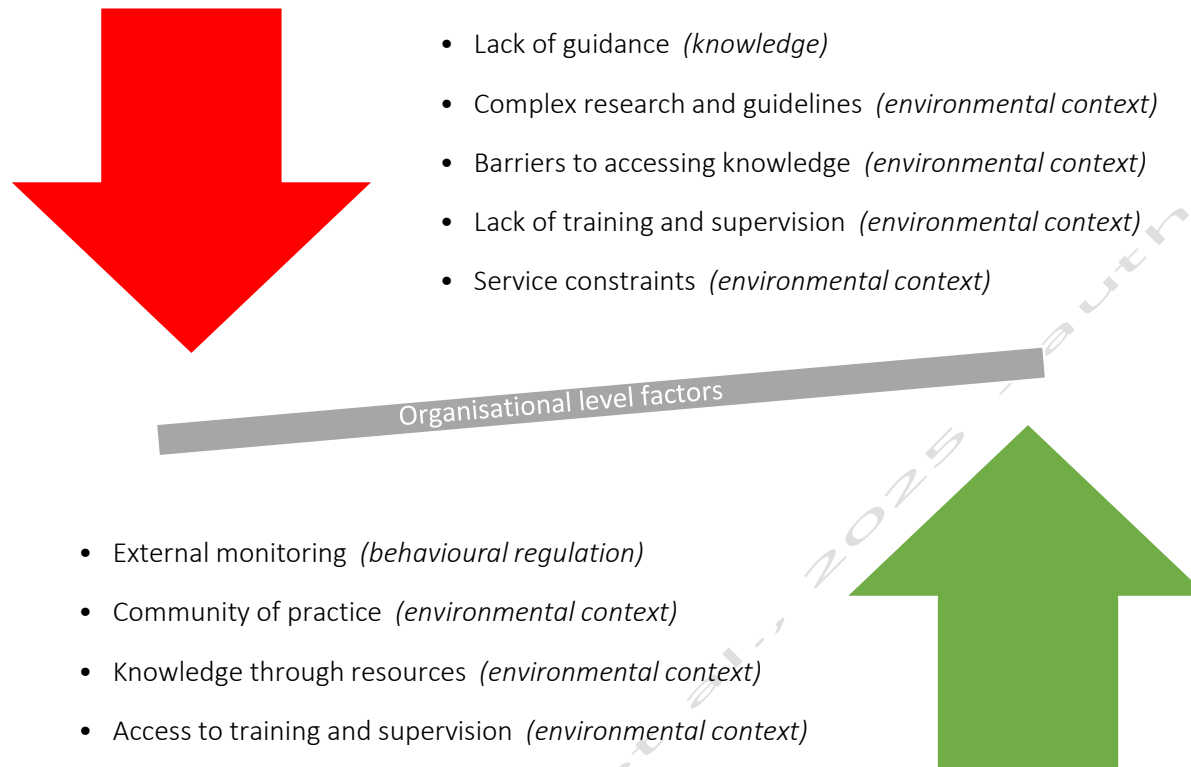 • Lack of guidance (knowledge)
• Complex research and guidelines (environmental context)
• Barriers to accessing knowledge (environmental context)
• Lack of training and supervision (environmental context)
• Service constraints (environmental context)
Organisational level factors
• External monitoring (behavioural regulation)
• Community of practice (environmental context)
• Knowledge through resources (environmental context)
• Access to training and supervision (environmental context)
al., 2025